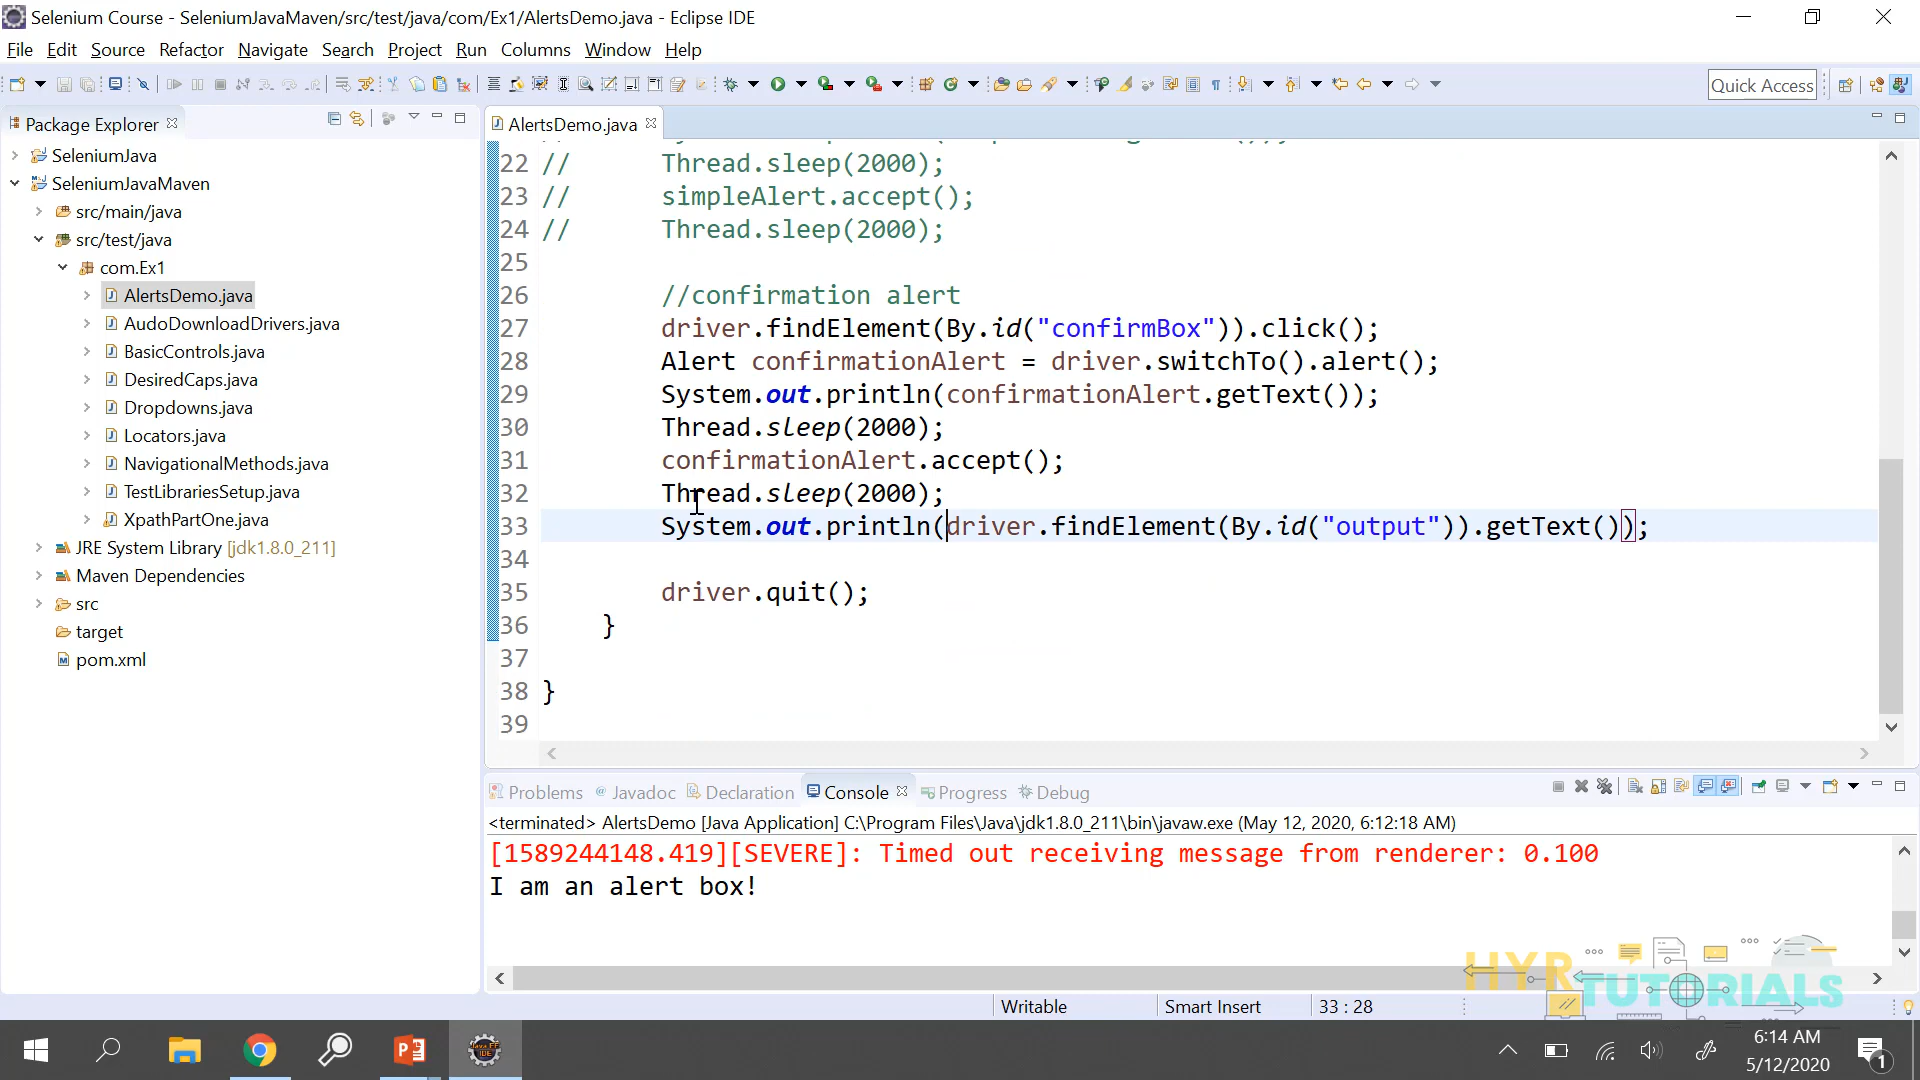 Selenium Course - SeleniumJavaMaven/src/test/java/com/Ex1/AlertsDemo.java - Eclipse IDE
File Edit Source Refactor Navigate Search Project Run Columns Window Help
Quick Access
Package Explorer
SeleniumJava
SeleniumJavaMaven
src/main/java
src/test/java
com.Ex1
AlertsDemo.java
AudoDownloadDrivers.java
BasicControls.java
DesiredCaps.java
Dropdowns.java
Locators.java
NavigationalMethods.java
TestLibrariesSetup.java
XpathPartOne.java
JRE System Library [jdk1.8.0_211]
Maven Dependencies
src
target
pom.xml
AlertsDemo.java
22 // Thread.sleep(2000);
23 // simpleAlert.accept();
24 // Thread.sleep(2000);
25
26 //confirmation alert
27 driver.findElement(By.id("confirmBox")).click();
28 Alert confirmationAlert = driver.switchTo().alert();
29 System.out.println(confirmationAlert.getText());
30 Thread.sleep(2000);
31 confirmationAlert.accept();
32 Thread.sleep(2000);
33 System.out.println(driver.findElement(By.id("output")).getText());
34
35 driver.quit();
36 }
37
38 }
39
Problems @ Javadoc Declaration Console Progress Debug
<terminated> AlertsDemo [Java Application] C:\Program Files\Java\jdk1.8.0_211\bin\javaw.exe (May 12, 2020, 6:12:18 AM)
[1589244148.419][SEVERE]: Timed out receiving message from renderer: 0.100
I am an alert box!
HYR TUTORIALS
Writable Smart Insert 33 : 28
Java EE IDE
6:14 AM
5/12/2020
1